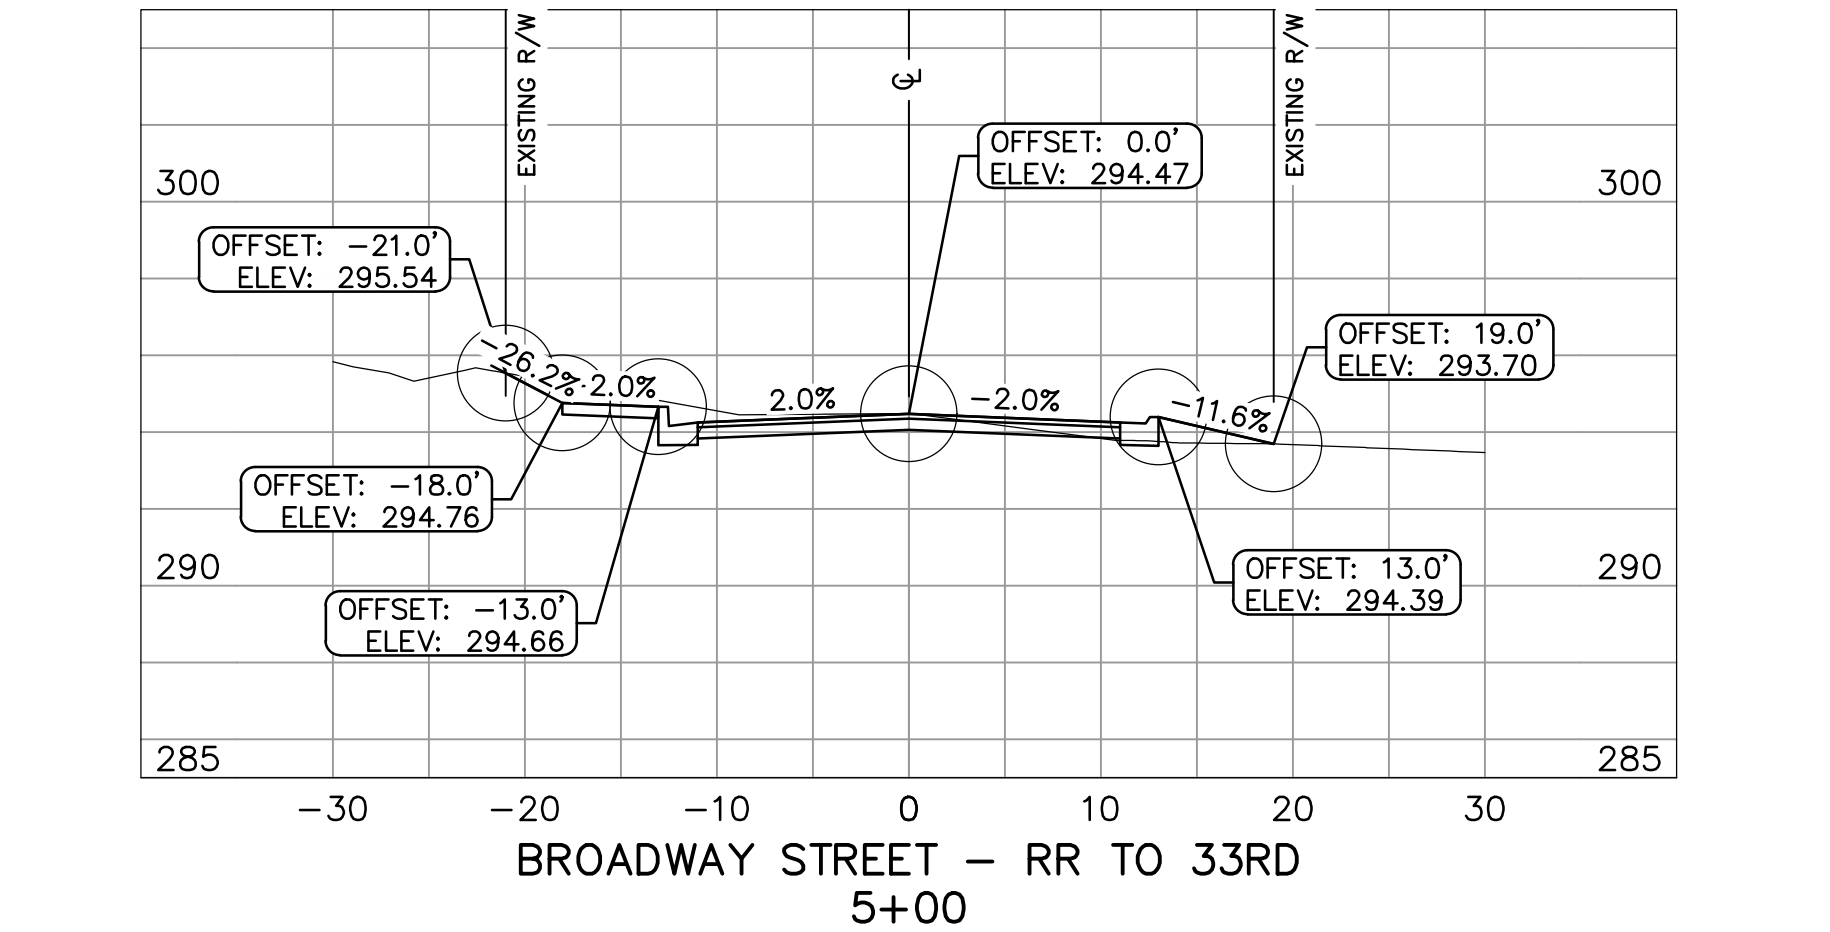 EXISTING R/W
℄
EXISTING R/W
OFFSET: 0.0'
ELEV: 294.47
300
300
OFFSET: -21.0'
ELEV: 295.54
OFFSET: 19.0'
ELEV: 293.70
-26.2%
-2.0%
2.0%
-2.0%
-11.6%
OFFSET: -18.0'
ELEV: 294.76
290
290
OFFSET: 13.0'
ELEV: 294.39
OFFSET: -13.0'
ELEV: 294.66
285
285
-30 -20 -10 0 10 20 30
BROADWAY STREET - RR TO 33RD
5+00